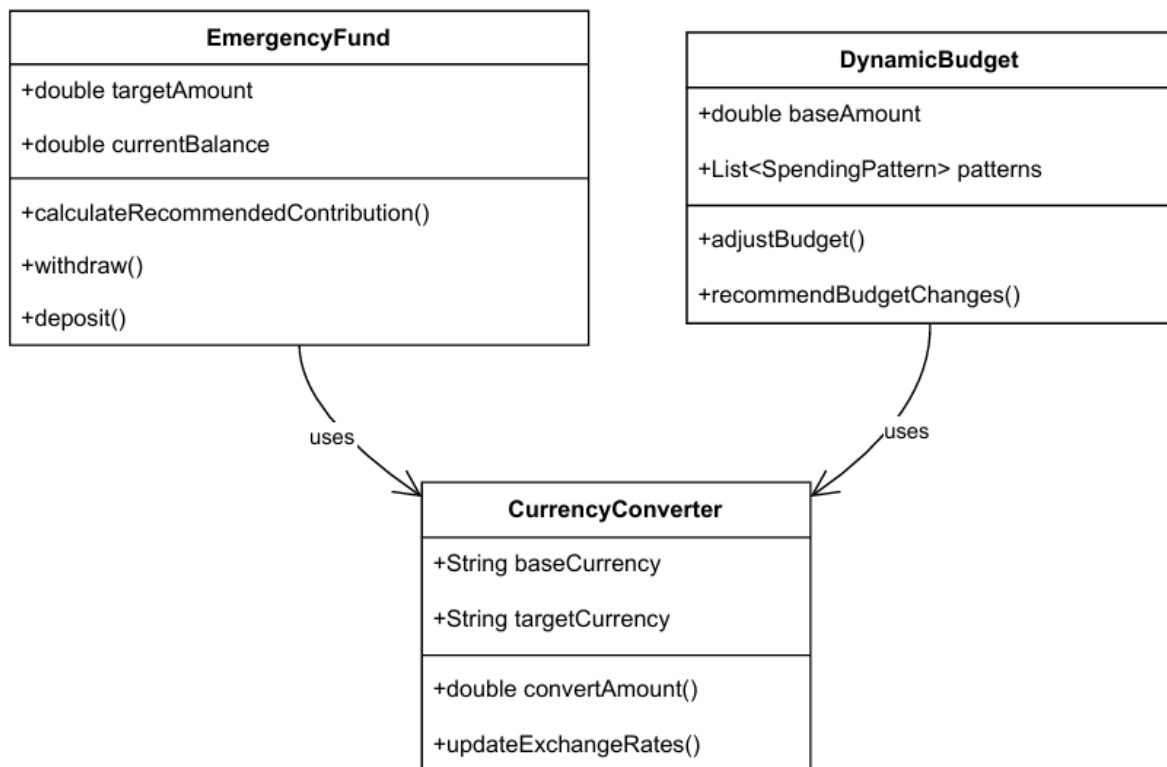 EmergencyFund
+double targetAmount
+double currentBalance
+calculateRecommendedContribution()
+withdraw()
+deposit()
DynamicBudget
+double baseAmount
+List<SpendingPattern> patterns
+adjustBudget()
+recommendBudgetChanges()
uses
uses
CurrencyConverter
+String baseCurrency
+String targetCurrency
+double convertAmount()
+updateExchangeRates()